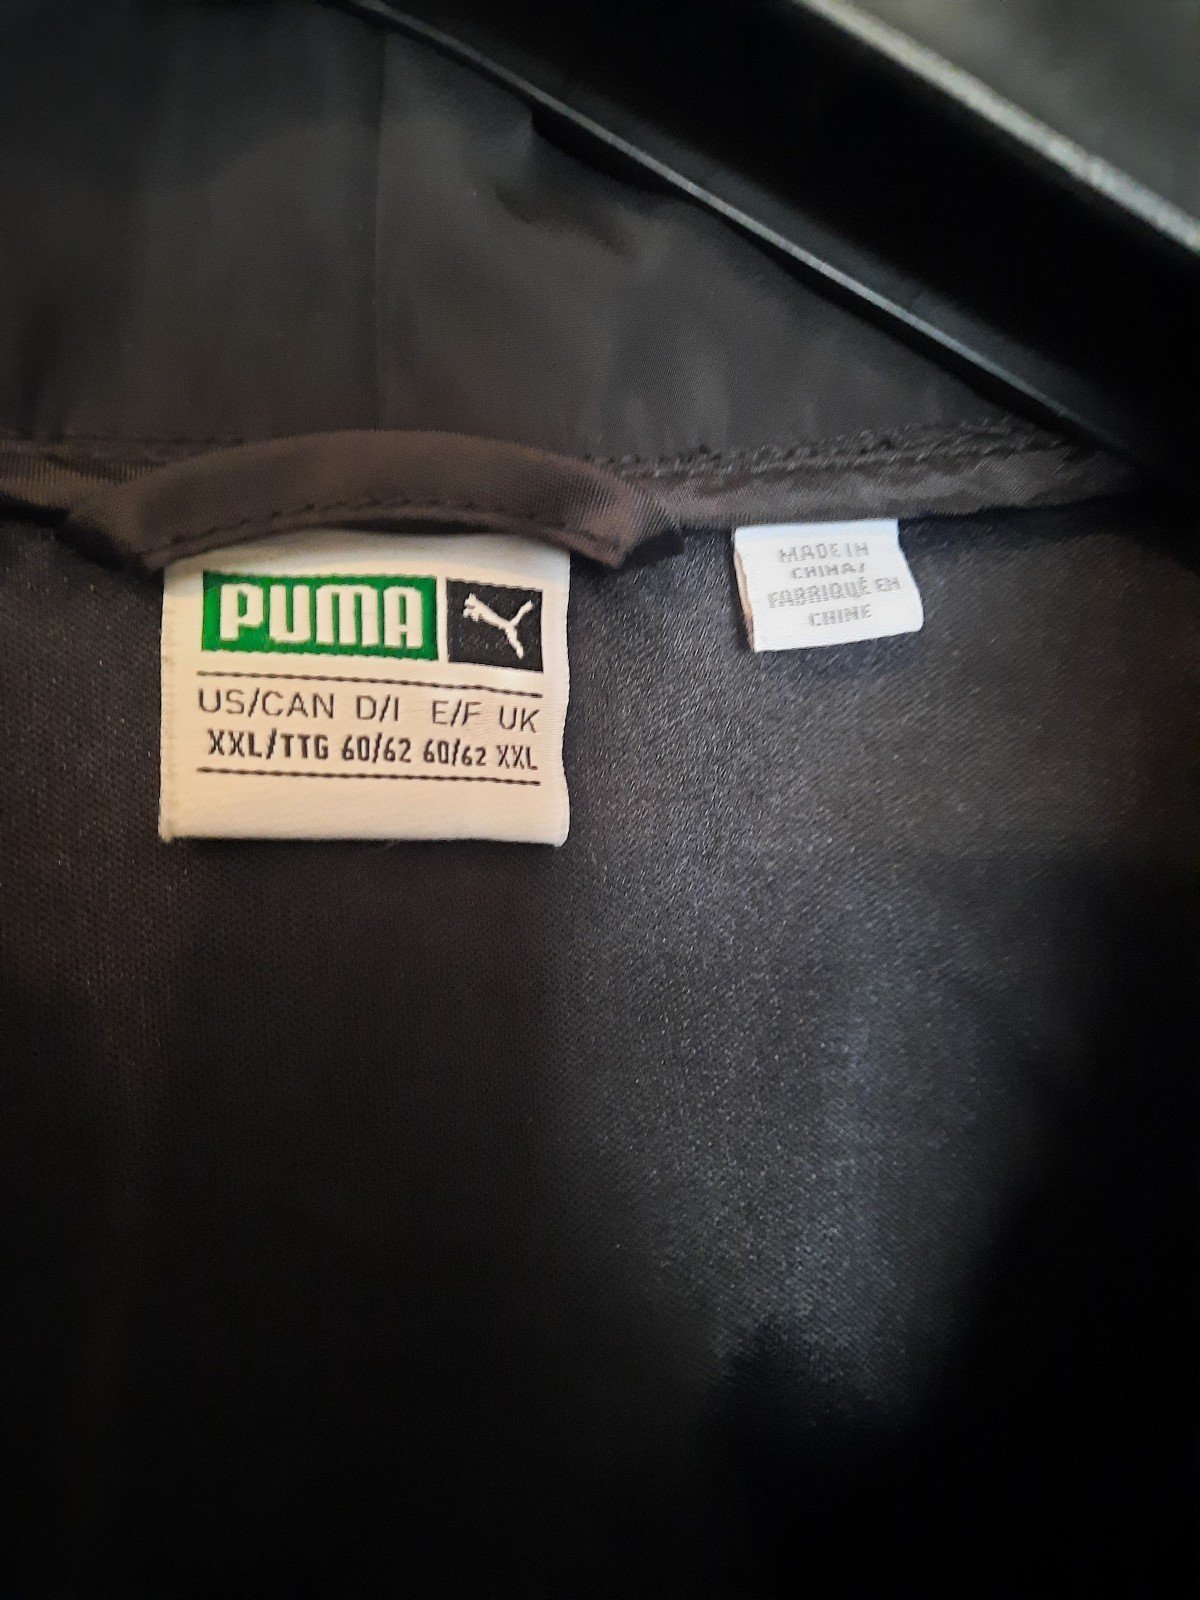 PUMA
US/CAN D/I E/F UK
XXL/TTG 60/62 60/62 XXL
MADE IN
CHINA/
FABRIQUÉ EN
CHINE